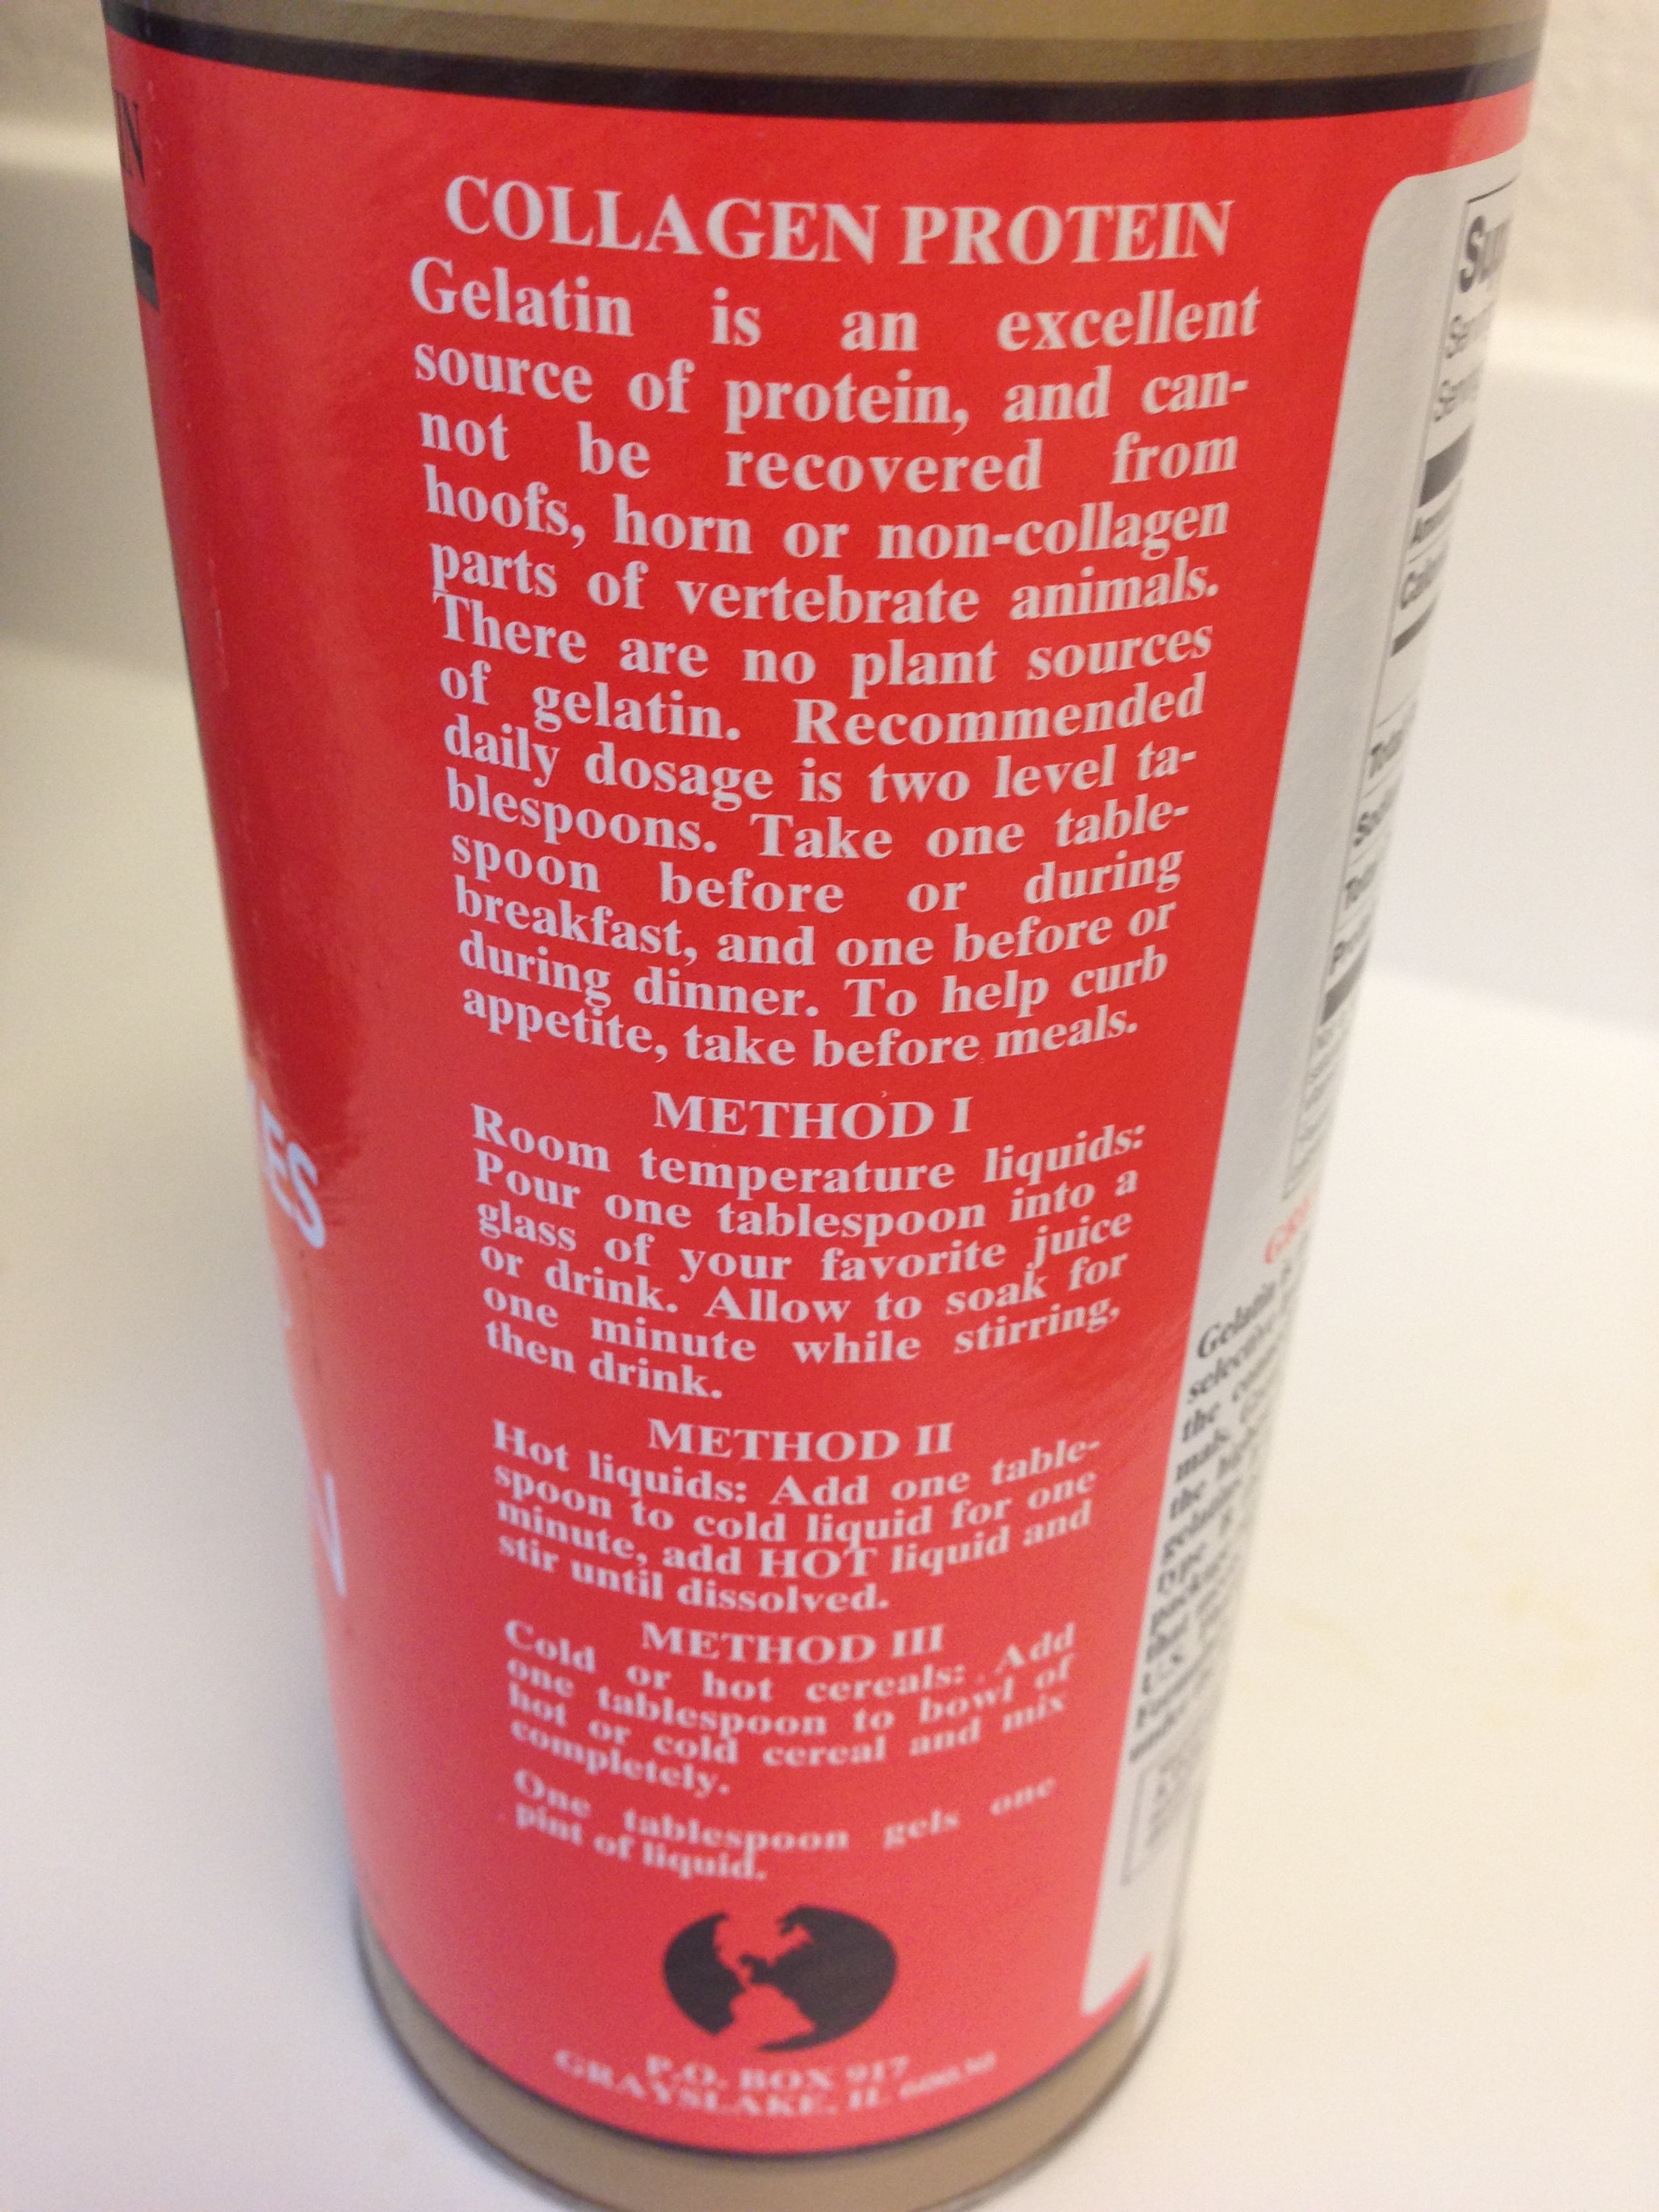 COLLAGEN PROTEIN
Gelatin is an excellent
source of protein, and can-
not be recovered from
hoofs, horn or non-collagen
parts of vertebrate animals.
There are no plant sources
of gelatin. Recommended
daily dosage is two level ta-
blespoons. Take one table-
spoon before or during
breakfast, and one before or
during dinner. To help curb
appetite, take before meals.
METHOD I
Room temperature liquids:
Pour one tablespoon into a
glass of your favorite juice
or drink. Allow to soak for
one minute while stirring,
then drink.
METHOD II
Hot liquids: Add one table-
spoon to cold liquid for one
minute, add HOT liquid and
stir until dissolved.
METHOD III
Cold or hot cereals: Add
one tablespoon to bowl of
hot or cold cereal and mix
completely.
One tablespoon gels one
pint of liquid.
P.O. BOX 917
GRAYSLAKE, IL 60030
Gelatin
the
the
type
that
U.S.